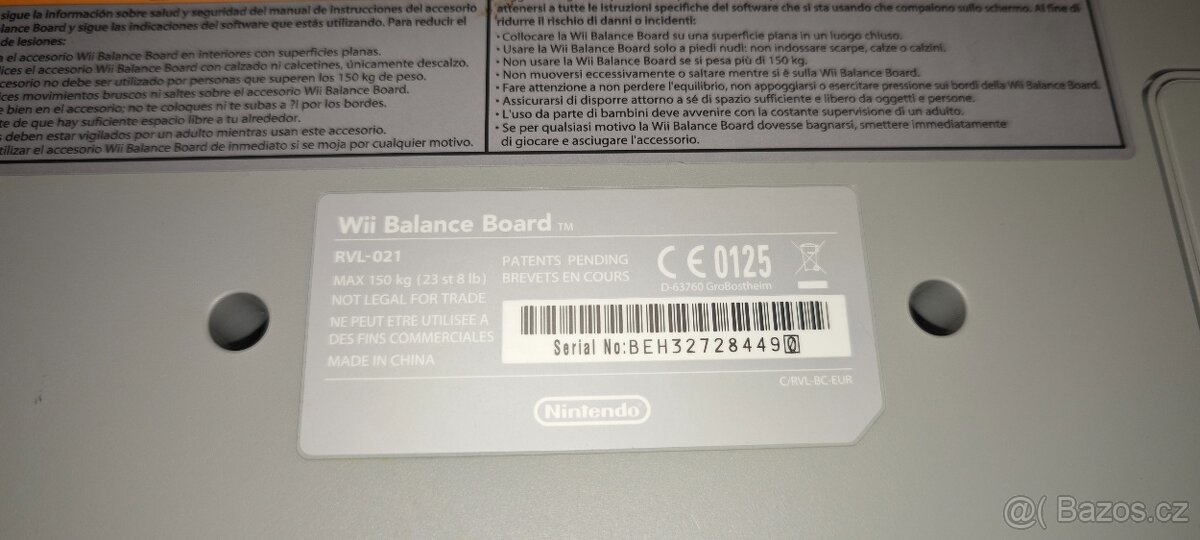 sigue la información sobre salud y seguridad del manual de instrucciones del accesorio
lance Board y sigue las indicaciones del software que estás utilizando. Para reducir el
de lesiones:
a el accesorio Wii Balance Board en interiores con superficies planas.
lices el accesorio Wii Balance Board con calzado ni calcetines, únicamente descalzo.
cesorio no debe ser utilizado por personas que superen los 150 kg de peso.
ices movimientos bruscos ni saltes sobre el accesorio Wii Balance Board.
e bien en el accesorio; no te coloques ni te subas a ?l por los bordes.
te de que hay suficiente espacio libre a tu alrededor.
s deben estar vigilados por un adulto mientras usan este accesorio.
tilizar el accesorio Wii Balance Board de inmediato si se moja por cualquier motivo.
attenersi a tutte le istruzioni specifiche del software che si sta usando che compaiono sullo schermo. Al fine di
ridurre il rischio di danni o incidenti:
• Collocare la Wii Balance Board su una superficie plana in un luogo chiuso.
• Usare la Wii Balance Board solo a piedi nudi: non indossare scarpe, calze o calzini.
• Non usare la Wii Balance Board se si pesa più di 150 kg.
• Non muoversi eccessivamente o saltare mentre si è sulla Wii Balance Board.
• Fare attenzione a non perdere l'equilibrio, non appoggiarsi o esercitare pressione sui bordi della Wii Balance Board.
• Assicurarsi di disporre attorno a sé di spazio sufficiente e libero da oggetti e persone.
• L'uso da parte di bambini deve avvenire con la costante supervisione di un adulto.
• Se per qualsiasi motivo la Wii Balance Board dovesse bagnarsi, smettere immediatamente
di giocare e asciugare l'accessorio.
Wii Balance Board TM
RVL-021
MAX 150 kg (23 st 8 lb)
NOT LEGAL FOR TRADE
NE PEUT ETRE UTILISEE A
DES FINS COMMERCIALES
MADE IN CHINA
PATENTS PENDING
BREVETS EN COURS
CE 0125
D-63760 Großostheim
Serial No:BEH327284490
C/RVL-BC-EUR
Nintendo
@( Bazos.cz